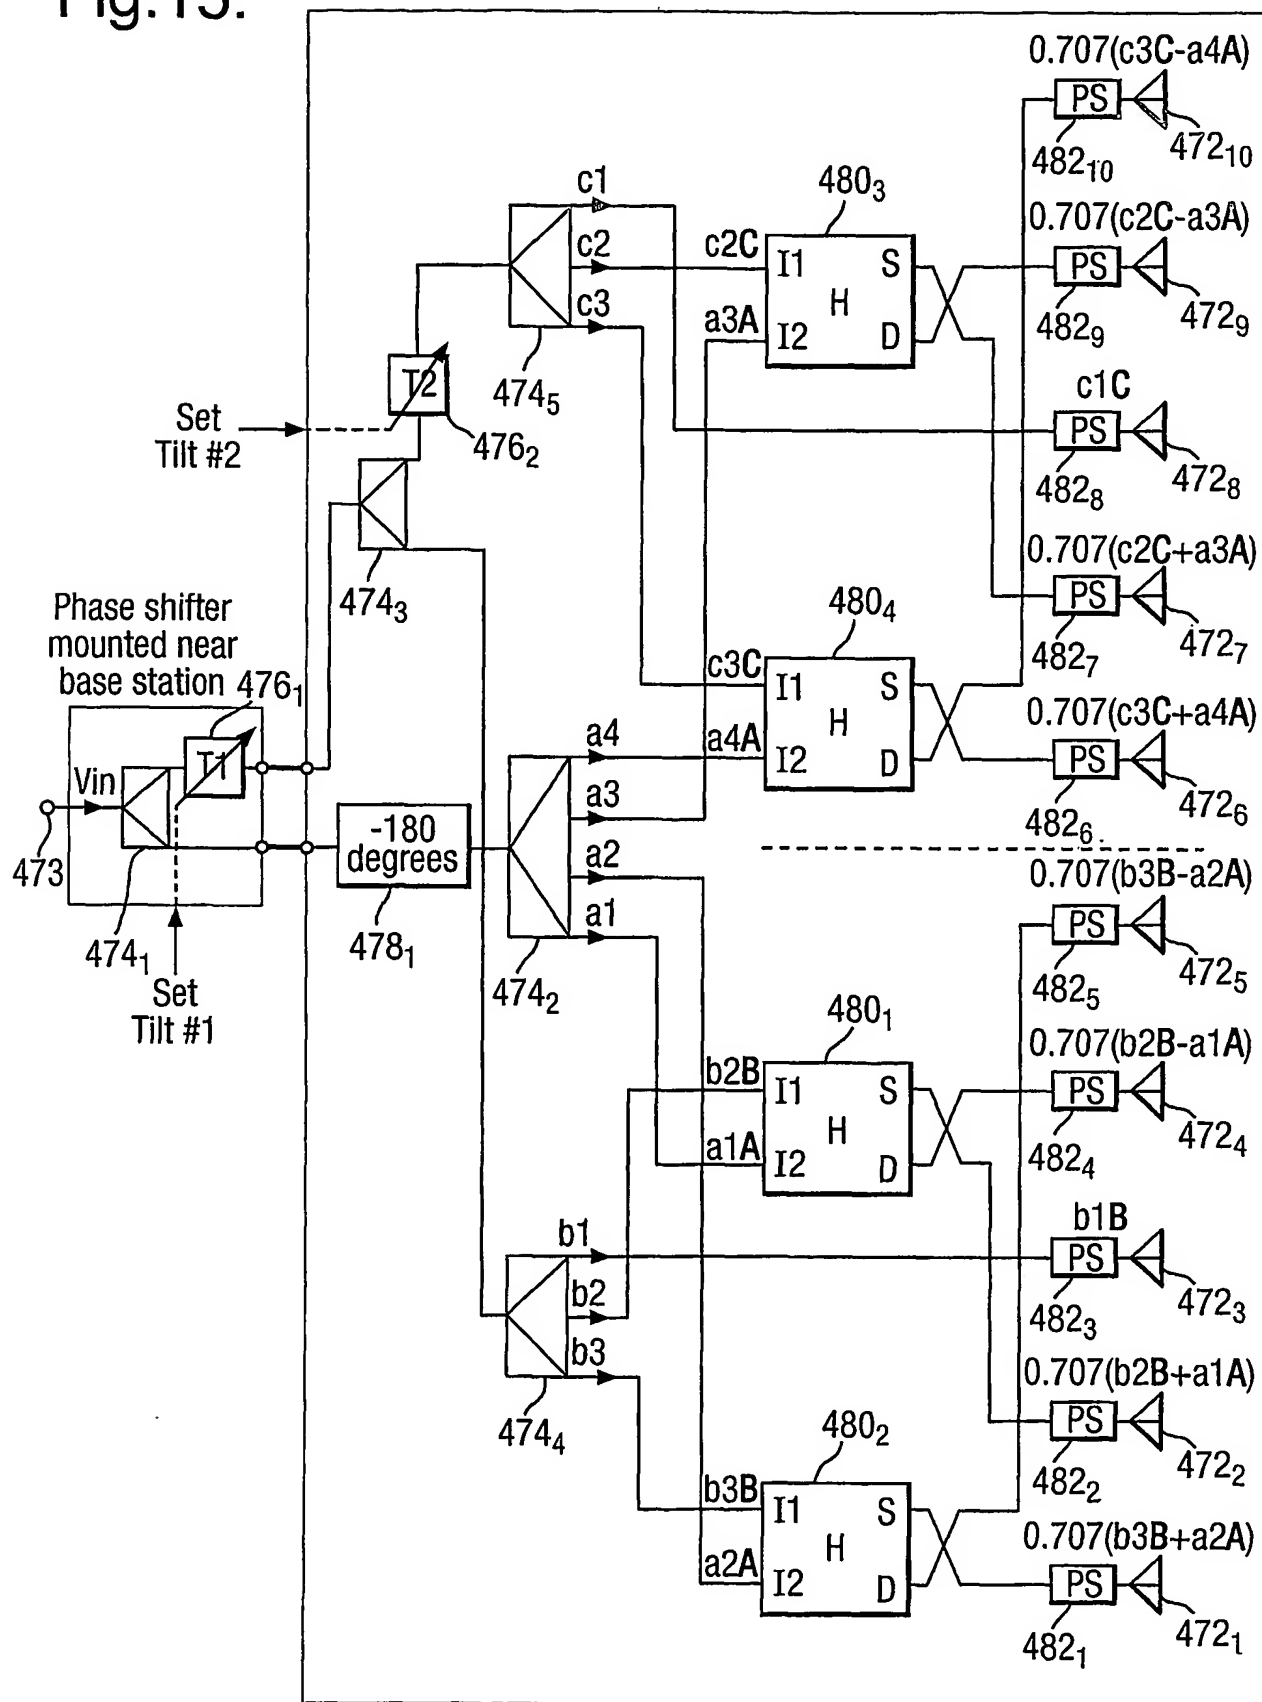 Fig.15.
0.707(c3C-a4A)
PS
482₁₀
472₁₀
c1
480₃
0.707(c2C-a3A)
c2
c2C
I1
S
PS
c3
H
a3A
I2
D
482₉
472₉
T2
474₅
c1C
Set
Tilt #2
476₂
PS
482₈
472₈
0.707(c2C+a3A)
474₃
480₄
PS
Phase shifter
mounted near
base station
476₁
482₇
472₇
c3C
I1
S
0.707(c3C+a4A)
a4
a4A
H
I2
D
PS
T1
Vin
a3
473
-180
degrees
482₆
472₆
a2
0.707(b3B-a2A)
a1
PS
474₁
478₁
474₂
482₅
472₅
Set
Tilt #1
480₁
0.707(b2B-a1A)
b2B
I1
S
PS
H
a1A
I2
D
482₄
472₄
b1
b1B
PS
b2
482₃
472₃
b3
0.707(b2B+a1A)
474₄
480₂
PS
482₂
472₂
b3B
I1
S
0.707(b3B+a2A)
H
a2A
I2
D
PS
482₁
472₁